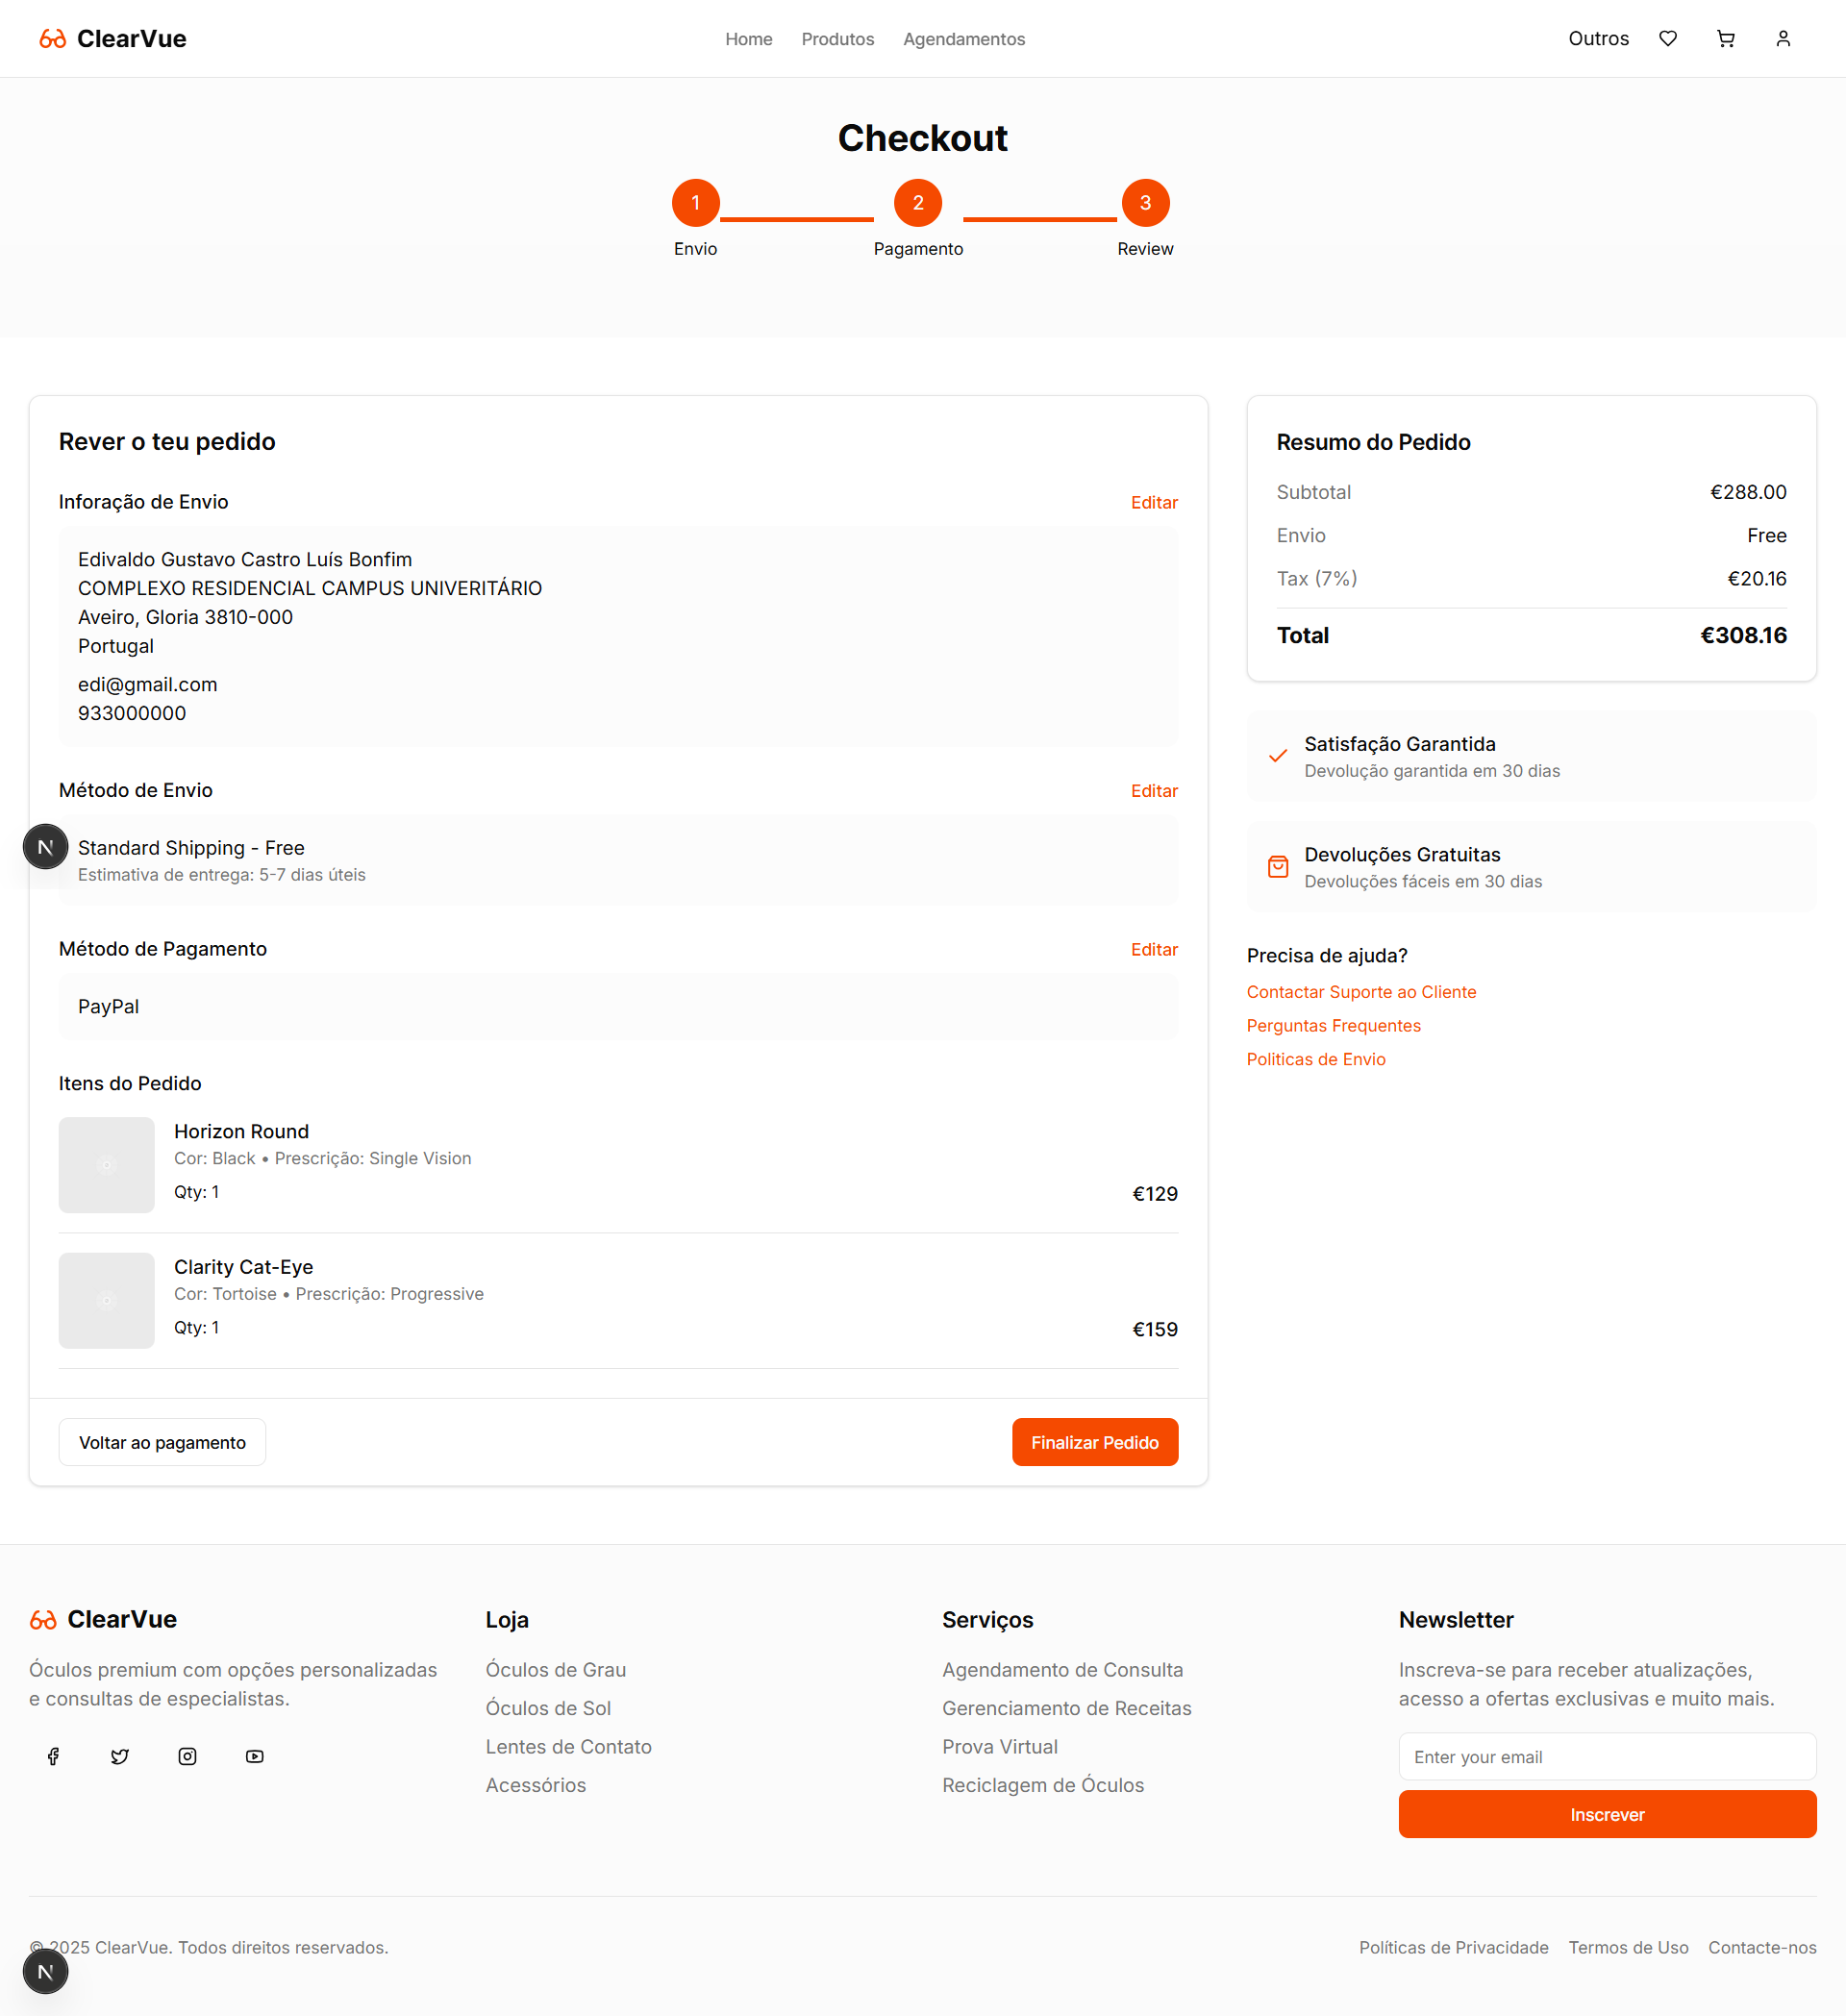 ClearVue
Home Produtos Agendamentos
Outros
Checkout
1 2 3
Envio Pagamento Review
Rever o teu pedido
Inforação de Envio Editar
Edivaldo Gustavo Castro Luís Bonfim
COMPLEXO RESIDENCIAL CAMPUS UNIVERITÁRIO
Aveiro, Gloria 3810-000
Portugal
edi@gmail.com
933000000
Método de Envio Editar
N
Standard Shipping - Free
Estimativa de entrega: 5-7 dias úteis
Método de Pagamento Editar
PayPal
Itens do Pedido
Horizon Round
Cor: Black • Prescrição: Single Vision
Qty: 1 €129
Clarity Cat-Eye
Cor: Tortoise • Prescrição: Progressive
Qty: 1 €159
Voltar ao pagamento Finalizar Pedido
Resumo do Pedido
Subtotal €288.00
Envio Free
Tax (7%) €20.16
Total €308.16
Satisfação Garantida
Devolução garantida em 30 dias
Devoluções Gratuitas
Devoluções fáceis em 30 dias
Precisa de ajuda?
Contactar Suporte ao Cliente
Perguntas Frequentes
Politicas de Envio
ClearVue
Óculos premium com opções personalizadas
e consultas de especialistas.
Loja
Óculos de Grau
Óculos de Sol
Lentes de Contato
Acessórios
Serviços
Agendamento de Consulta
Gerenciamento de Receitas
Prova Virtual
Reciclagem de Óculos
Newsletter
Inscreva-se para receber atualizações,
acesso a ofertas exclusivas e muito mais.
Enter your email
Inscrever
© 2025 ClearVue. Todos direitos reservados.
Políticas de Privacidade Termos de Uso Contacte-nos
N